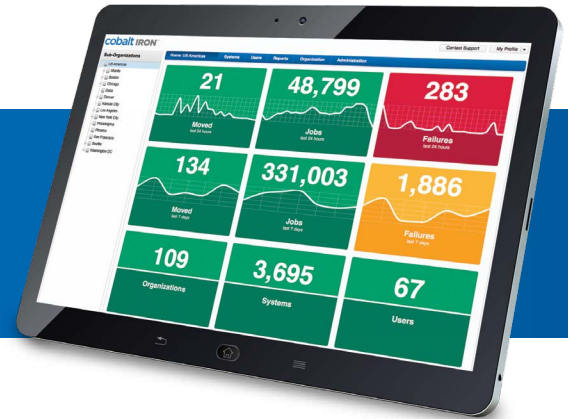 cobalt IRON
Contact Support
My Profile
Sub-Organizations
Home: US Americas
Systems
Users
Reports
Organization
Administration
US Americas
Boston
Chicago
Denver
Kansas City
Los Angeles
New York City
Philadelphia
Phoenix
San Francisco
Seattle
Washington DC
21
Moved
last 24 hours
48,799
Jobs
last 24 hours
283
Failures
last 24 hours
134
Moved
last 7 days
331,003
Jobs
last 7 days
1,886
Failures
last 7 days
109
Organizations
3,695
Systems
67
Users